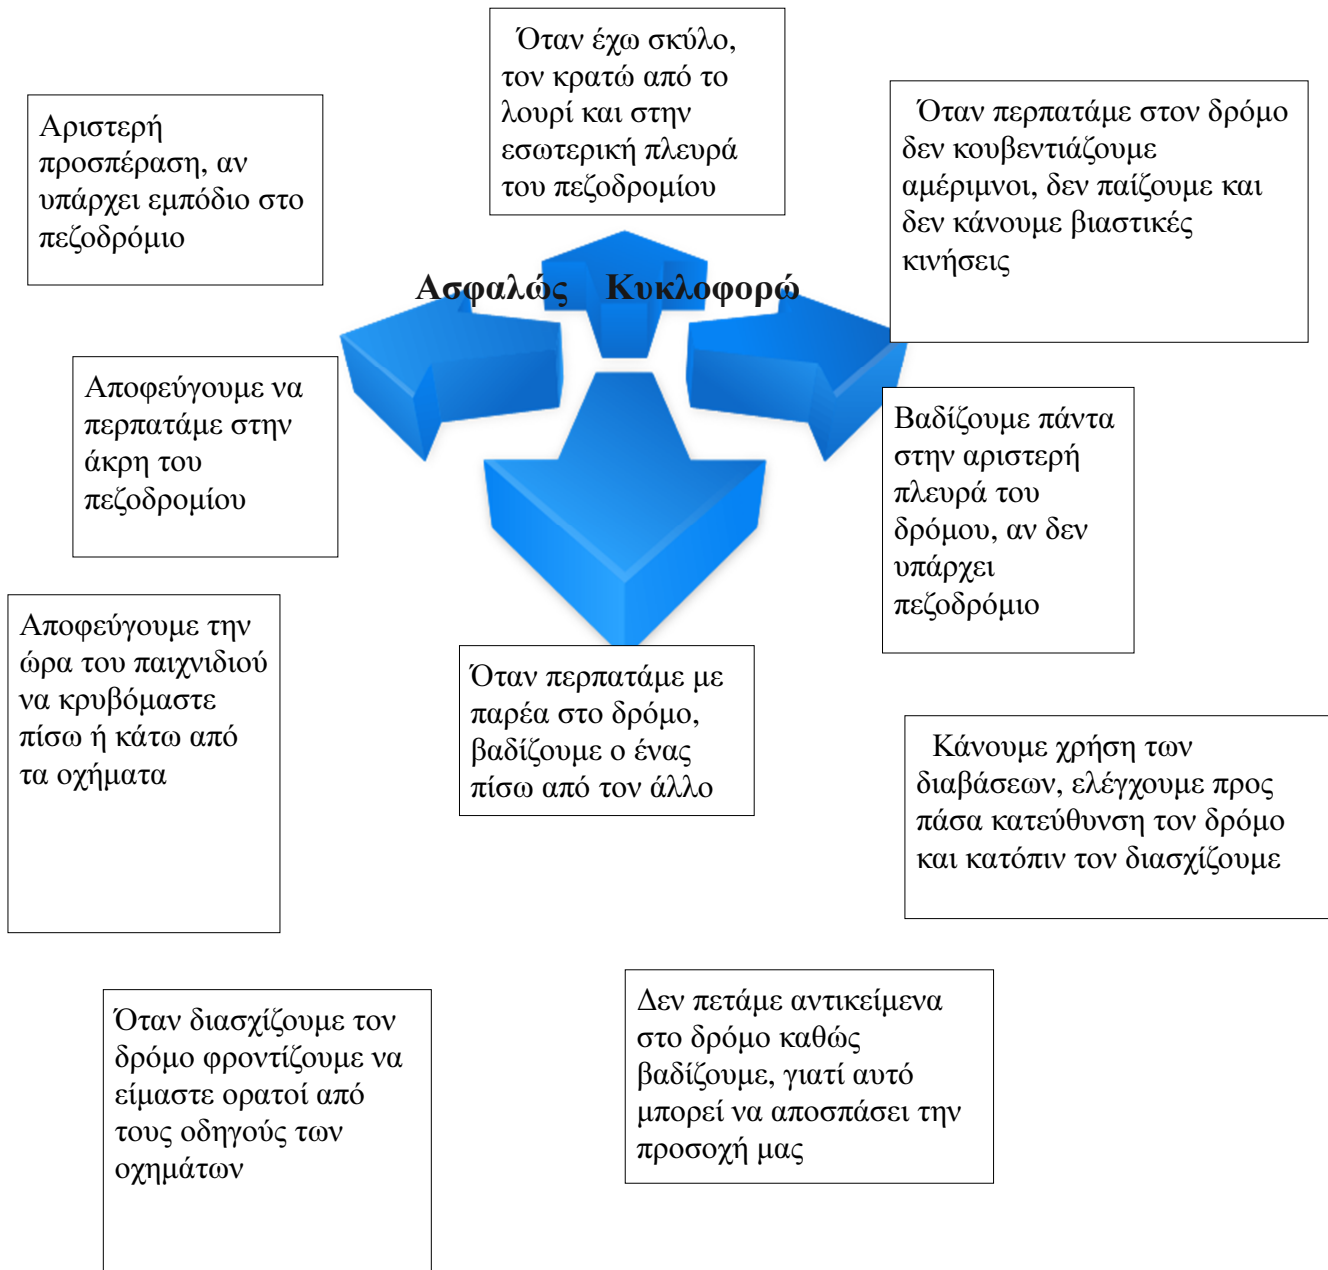 Όταν έχω σκύλο,
τον κρατώ από το
λουρί και στην
εσωτερική πλευρά
του πεζοδρομίου
Αριστερή
προσπέραση, αν
υπάρχει εμπόδιο στο
πεζοδρόμιο
Όταν περπατάμε στον δρόμο
δεν κουβεντιάζουμε
αμέριμνοι, δεν παίζουμε και
δεν κάνουμε βιαστικές
κινήσεις
Ασφαλώς Κυκλοφορώ
Αποφεύγουμε να
περπατάμε στην
άκρη του
πεζοδρομίου
Βαδίζουμε πάντα
στην αριστερή
πλευρά του
δρόμου, αν δεν
υπάρχει
πεζοδρόμιο
Αποφεύγουμε την
ώρα του παιχνιδιού
να κρυβόμαστε
πίσω ή κάτω από
τα οχήματα
Όταν περπατάμε με
παρέα στο δρόμο,
βαδίζουμε ο ένας
πίσω από τον άλλο
Κάνουμε χρήση των
διαβάσεων, ελέγχουμε προς
πάσα κατεύθυνση τον δρόμο
και κατόπιν τον διασχίζουμε
Όταν διασχίζουμε τον
δρόμο φροντίζουμε να
είμαστε ορατοί από
τους οδηγούς των
οχημάτων
Δεν πετάμε αντικείμενα
στο δρόμο καθώς
βαδίζουμε, γιατί αυτό
μπορεί να αποσπάσει την
προσοχή μας